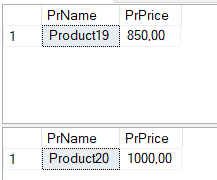 PrName PrPrice
1 Product19 850,00
PrName PrPrice
1 Product20 1000,00